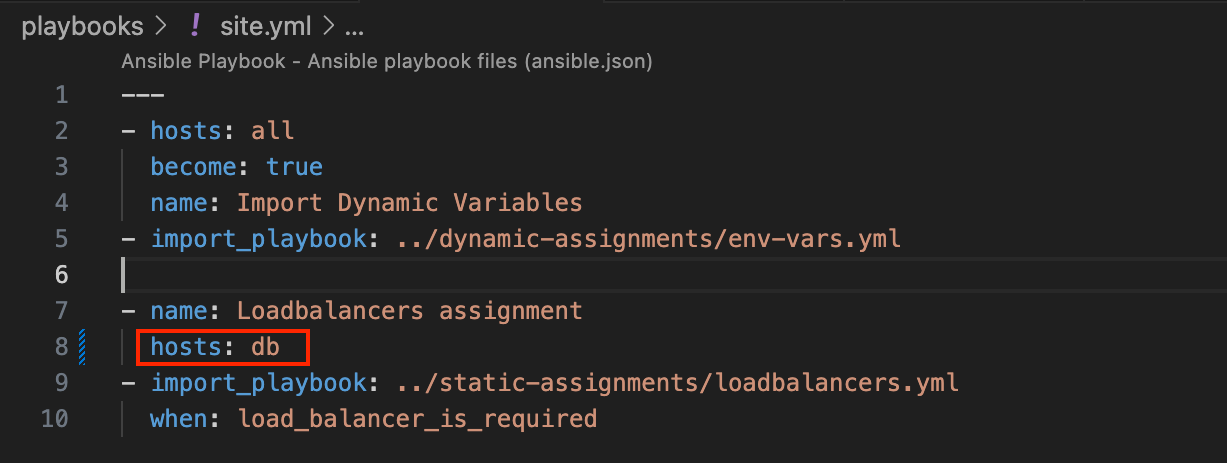 playbooks > ! site.yml > ...
Ansible Playbook - Ansible playbook files (ansible.json)
1 ---
2 - hosts: all
3 become: true
4 name: Import Dynamic Variables
5 - import_playbook: ../dynamic-assignments/env-vars.yml
6
7 - name: Loadbalancers assignment
8 hosts: db
9 - import_playbook: ../static-assignments/loadbalancers.yml
10 when: load_balancer_is_required